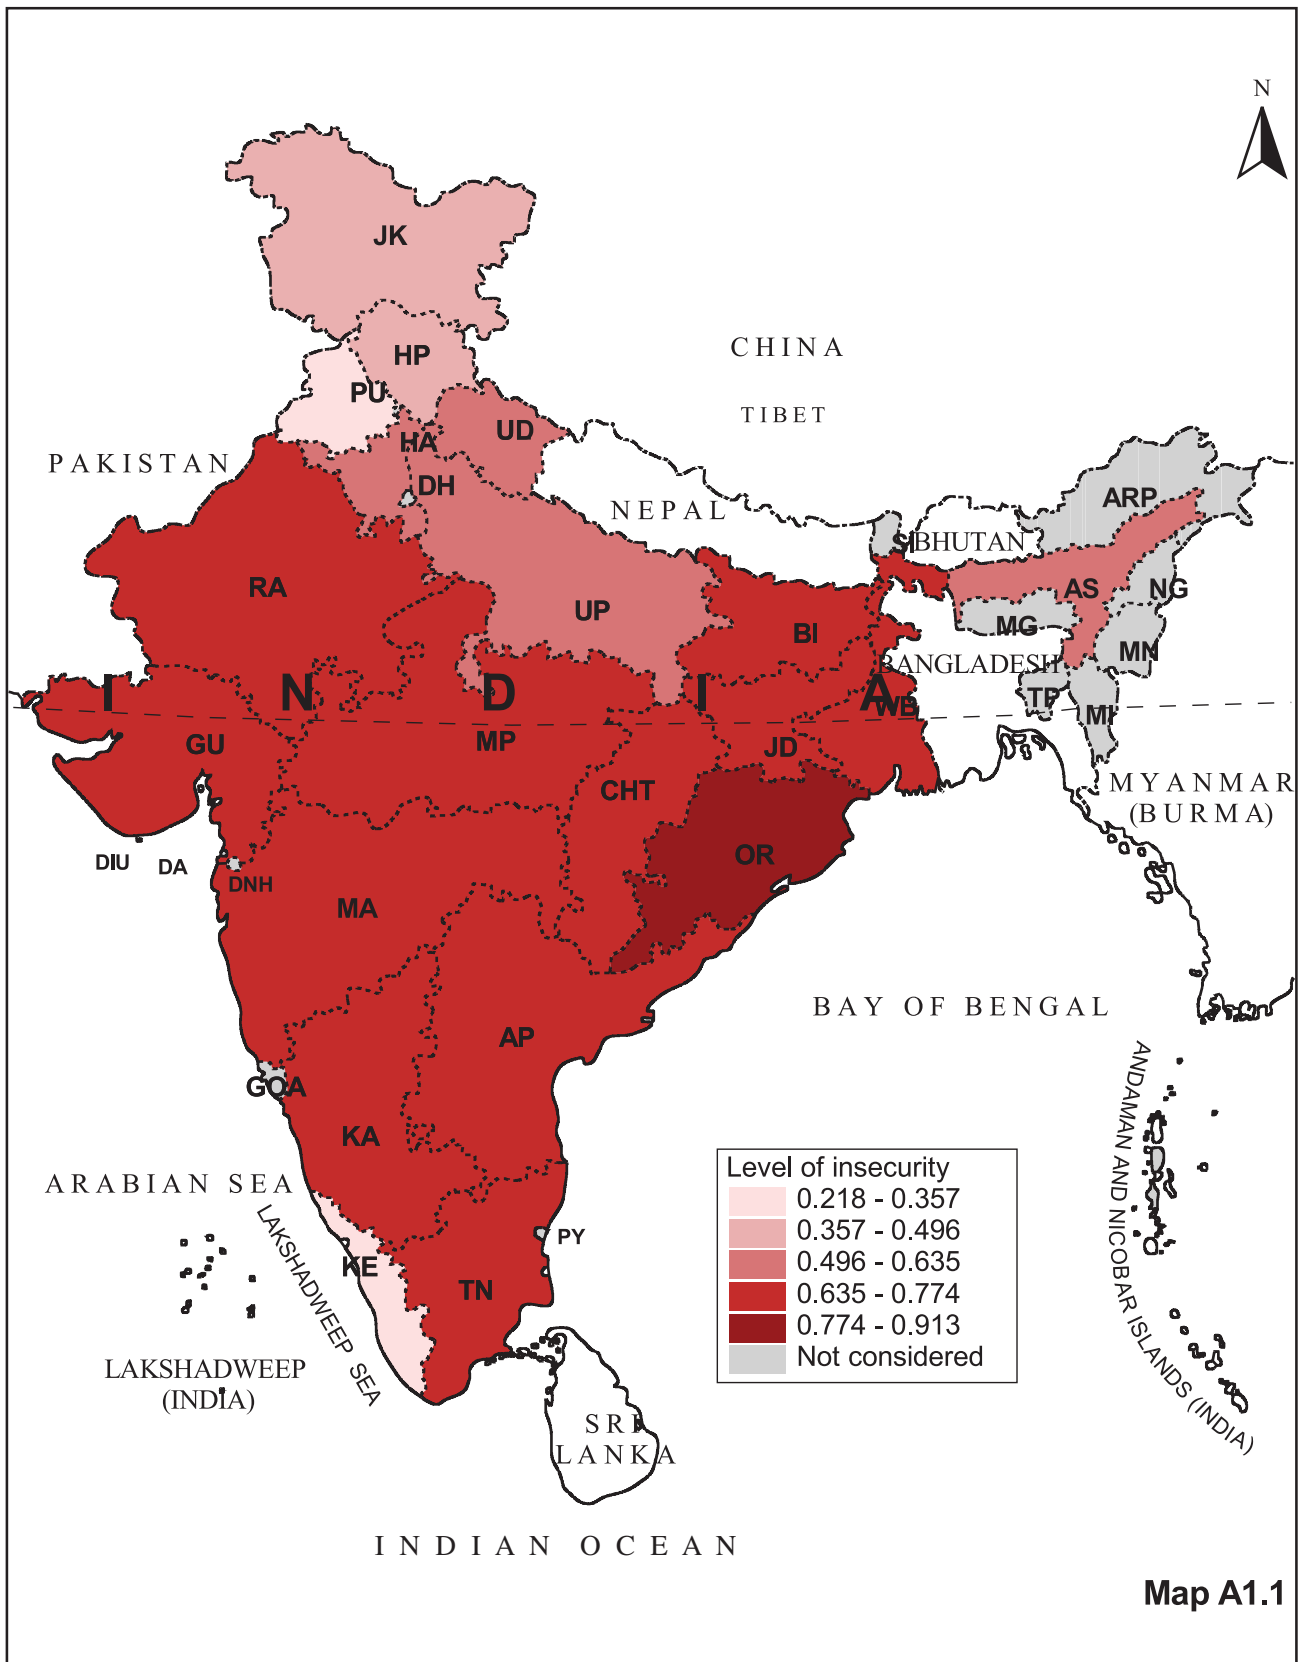 N
JK
HP
CHINA
PU
TIBET
UD
HA
PAKISTAN
DH
NEPAL
ARP
SI
BHUTAN
RA
AS
NG
UP
BI
MG
MN
BANGLADESH
I N D I A
TP
WB
MI
GU
MP
JD
CHT
MYANMAR
(BURMA)
OR
DIU
DA
DNH
MA
BAY OF BENGAL
AP
GOA
ANDAMAN AND NICOBAR ISLANDS (INDIA)
KA
ARABIAN SEA
LAKSHADWEEP SEA
PY
KE
TN
Level of insecurity
0.218 - 0.357
0.357 - 0.496
0.496 - 0.635
0.635 - 0.774
0.774 - 0.913
Not considered
LAKSHADWEEP
(INDIA)
SRI
LANKA
INDIAN OCEAN
Map A1.1